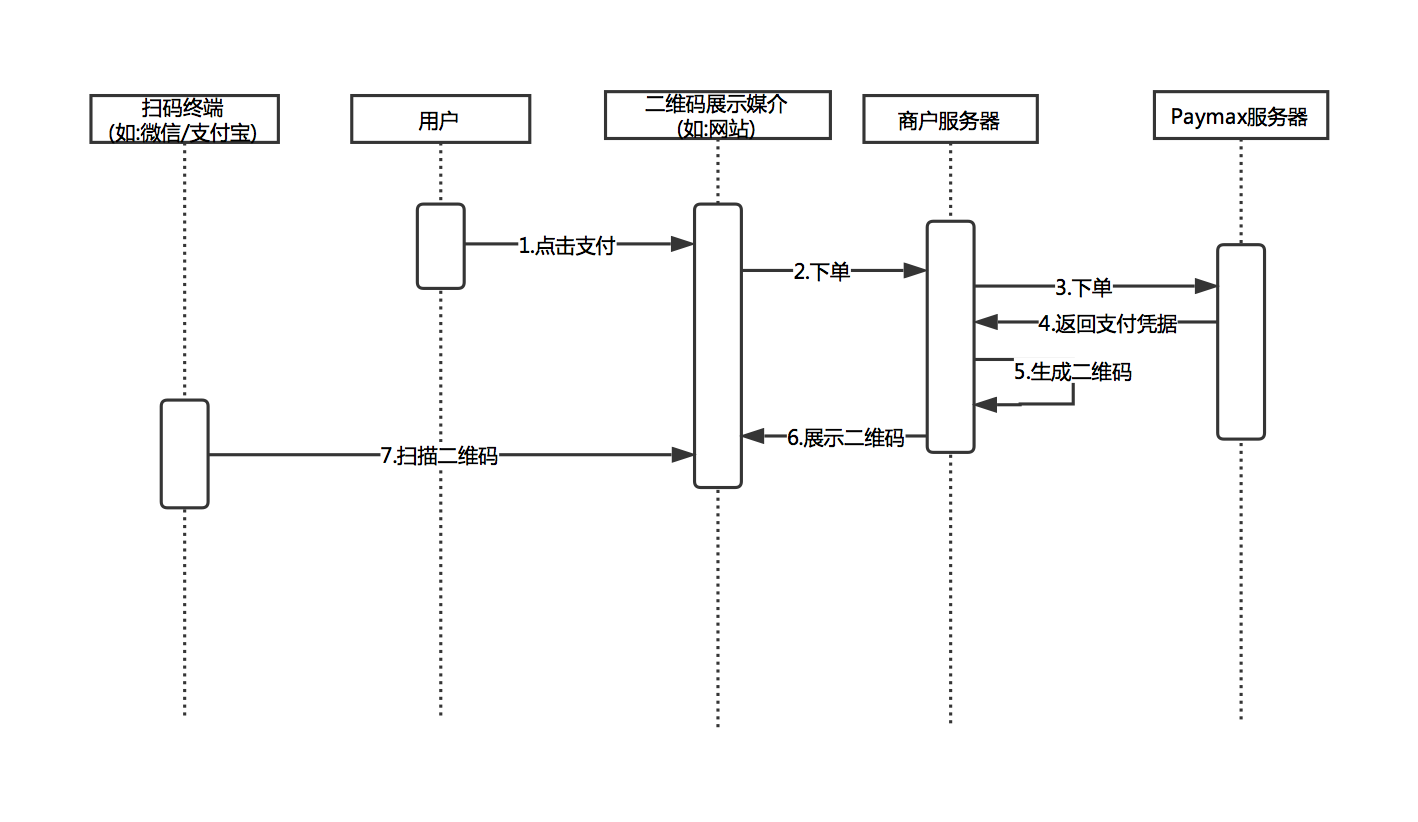 扫码终端
(如:微信/支付宝)
用户
二维码展示媒介
(如:网站)
商户服务器
Paymax服务器
1.点击支付
2.下单
3.下单
4.返回支付凭据
5.生成二维码
6.展示二维码
7.扫描二维码